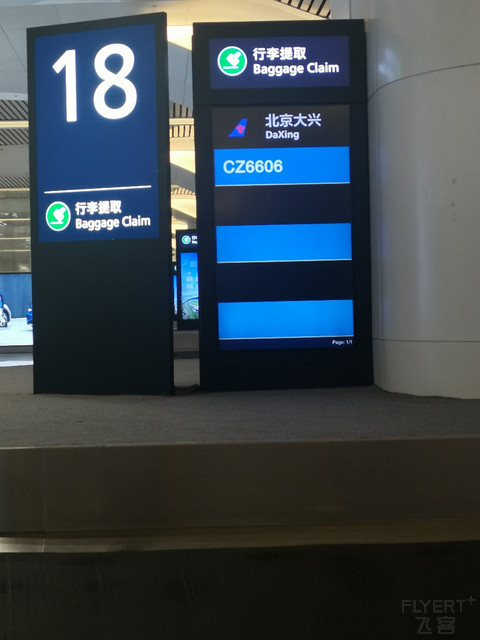 18
行李提取
Baggage Claim
行李提取
Baggage Claim
北京大兴
DaXing
CZ6606
Page: 1/1
FLYERT+
飞客